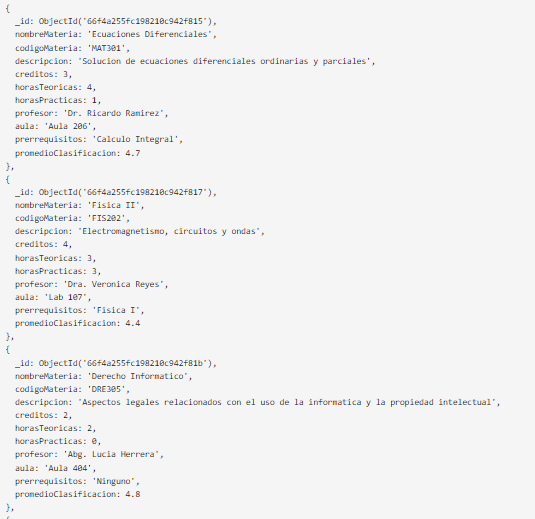 {
_id: ObjectId('66f4a255fc198210c942f815'),
nombreMateria: 'Ecuaciones Diferenciales',
codigoMateria: 'MAT301',
descripcion: 'Solucion de ecuaciones diferenciales ordinarias y parciales',
creditos: 3,
horasTeoricas: 4,
horasPracticas: 1,
profesor: 'Dr. Ricardo Ramirez',
aula: 'Aula 206',
prerrequisitos: 'Calculo Integral',
promedioClasificacion: 4.7
},
{
_id: ObjectId('66f4a255fc198210c942f817'),
nombreMateria: 'Fisica II',
codigoMateria: 'FIS202',
descripcion: 'Electromagnetismo, circuitos y ondas',
creditos: 4,
horasTeoricas: 3,
horasPracticas: 3,
profesor: 'Dra. Veronica Reyes',
aula: 'Lab 107',
prerrequisitos: 'Fisica I',
promedioClasificacion: 4.4
},
{
_id: ObjectId('66f4a255fc198210c942f81b'),
nombreMateria: 'Derecho Informatico',
codigoMateria: 'DRE305',
descripcion: 'Aspectos legales relacionados con el uso de la informatica y la propiedad intelectual',
creditos: 2,
horasTeoricas: 2,
horasPracticas: 0,
profesor: 'Abg. Lucia Herrera',
aula: 'Aula 404',
prerrequisitos: 'Ninguno',
promedioClasificacion: 4.8
},
{